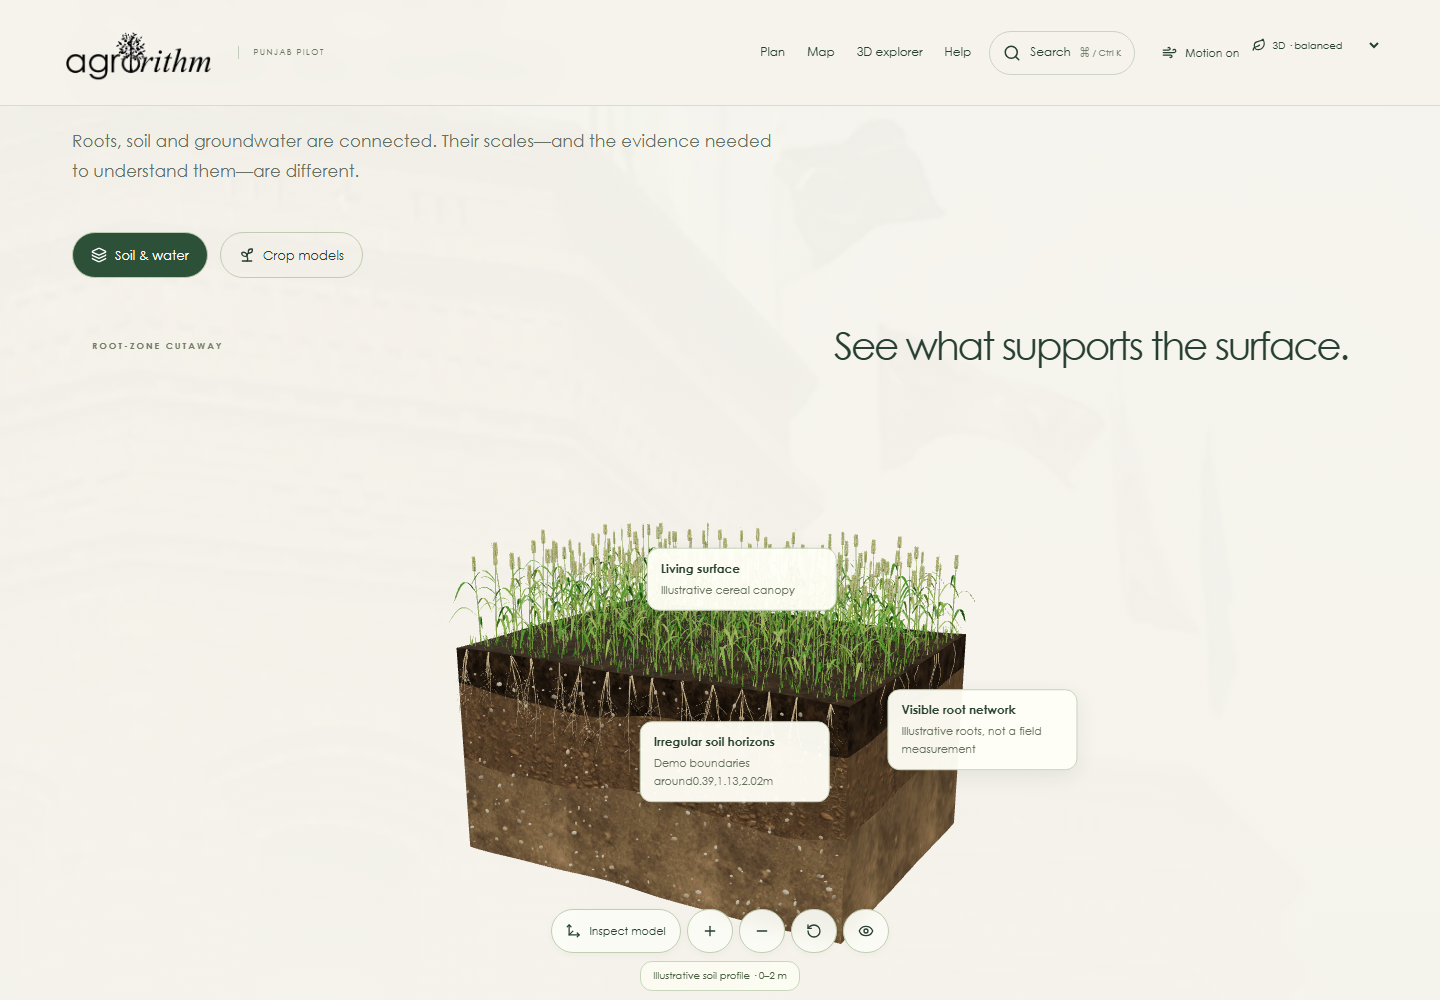 agrorithm
PUNJAB PILOT
Plan
Map
3D explorer
Help
Search ⌘ / Ctrl K
Motion on
3D · balanced
Roots, soil and groundwater are connected. Their scales—and the evidence needed
to understand them—are different.
Soil & water
Crop models
ROOT-ZONE CUTAWAY
See what supports the surface.
Living surface
Illustrative cereal canopy
Visible root network
Illustrative roots, not a field
measurement
Irregular soil horizons
Demo boundaries
around0.39,1.13,2.02m
Inspect model
Illustrative soil profile · 0–2 m